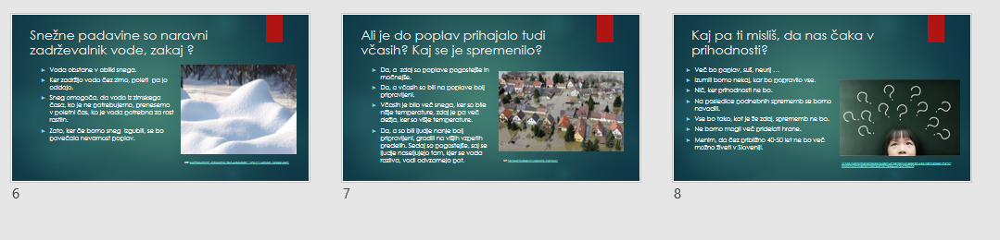 Snežne padavine so naravni
zadrževalnik vode, zakaj ?
Voda obstane v obliki snega.
Ker zadržijo vodo čez zimo, poleti pa jo
oddajo.
Sneg omogoča, da vodo iz zimskega
časa, ko je ne potrebujemo, prenesemo
v poletni čas, ko je voda potrebna za rast
rastlin.
Zato, ker če bomo sneg izgubili, se bo
povečala nevarnost poplav.
6
Ali je do poplav prihajalo tudi
včasih? Kaj se je spremenilo?
Da, a zdaj so poplave pogostejše in
močnejše.
Da, a včasih so bili na poplave bolj
pripravljeni.
Včasih je bilo več snega, ker so bile
nižje temperature, zdaj je pa več
dežja, ker so višje temperature.
Da, a so bili ljudje nanje bolj
pripravljeni, gradili na višjih vzpetih
predelih. Sedaj so pogostejše, saj se
ljudje naseljujejo tam, kjer se voda
razliva, vodi odvzamejo pot.
7
Kaj pa ti misliš, da nas čaka v
prihodnosti?
Več bo poplav, suš, neurij …
Izumili bomo nekaj, kar bo popravilo vse.
Nič, ker prihodnosti ne bo.
Na posledice podnebnih sprememb se bomo
navadili.
Vse bo tako, kot je že zdaj, sprememb ne bo.
Ne bomo mogli več pridelati hrane.
Menim, da čez približno 40-50 let ne bo več
možno živeti v Sloveniji.
8